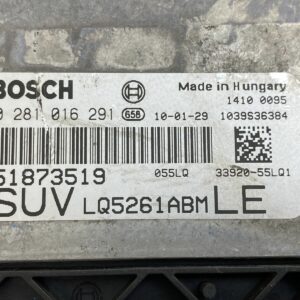 BOSCH
Made in Hungary
1410 0095
0 281 016 291 658 10-01-29 1039S36384
51873519 055LQ 33920-55LQ1
SUV LQ5261ABM LE